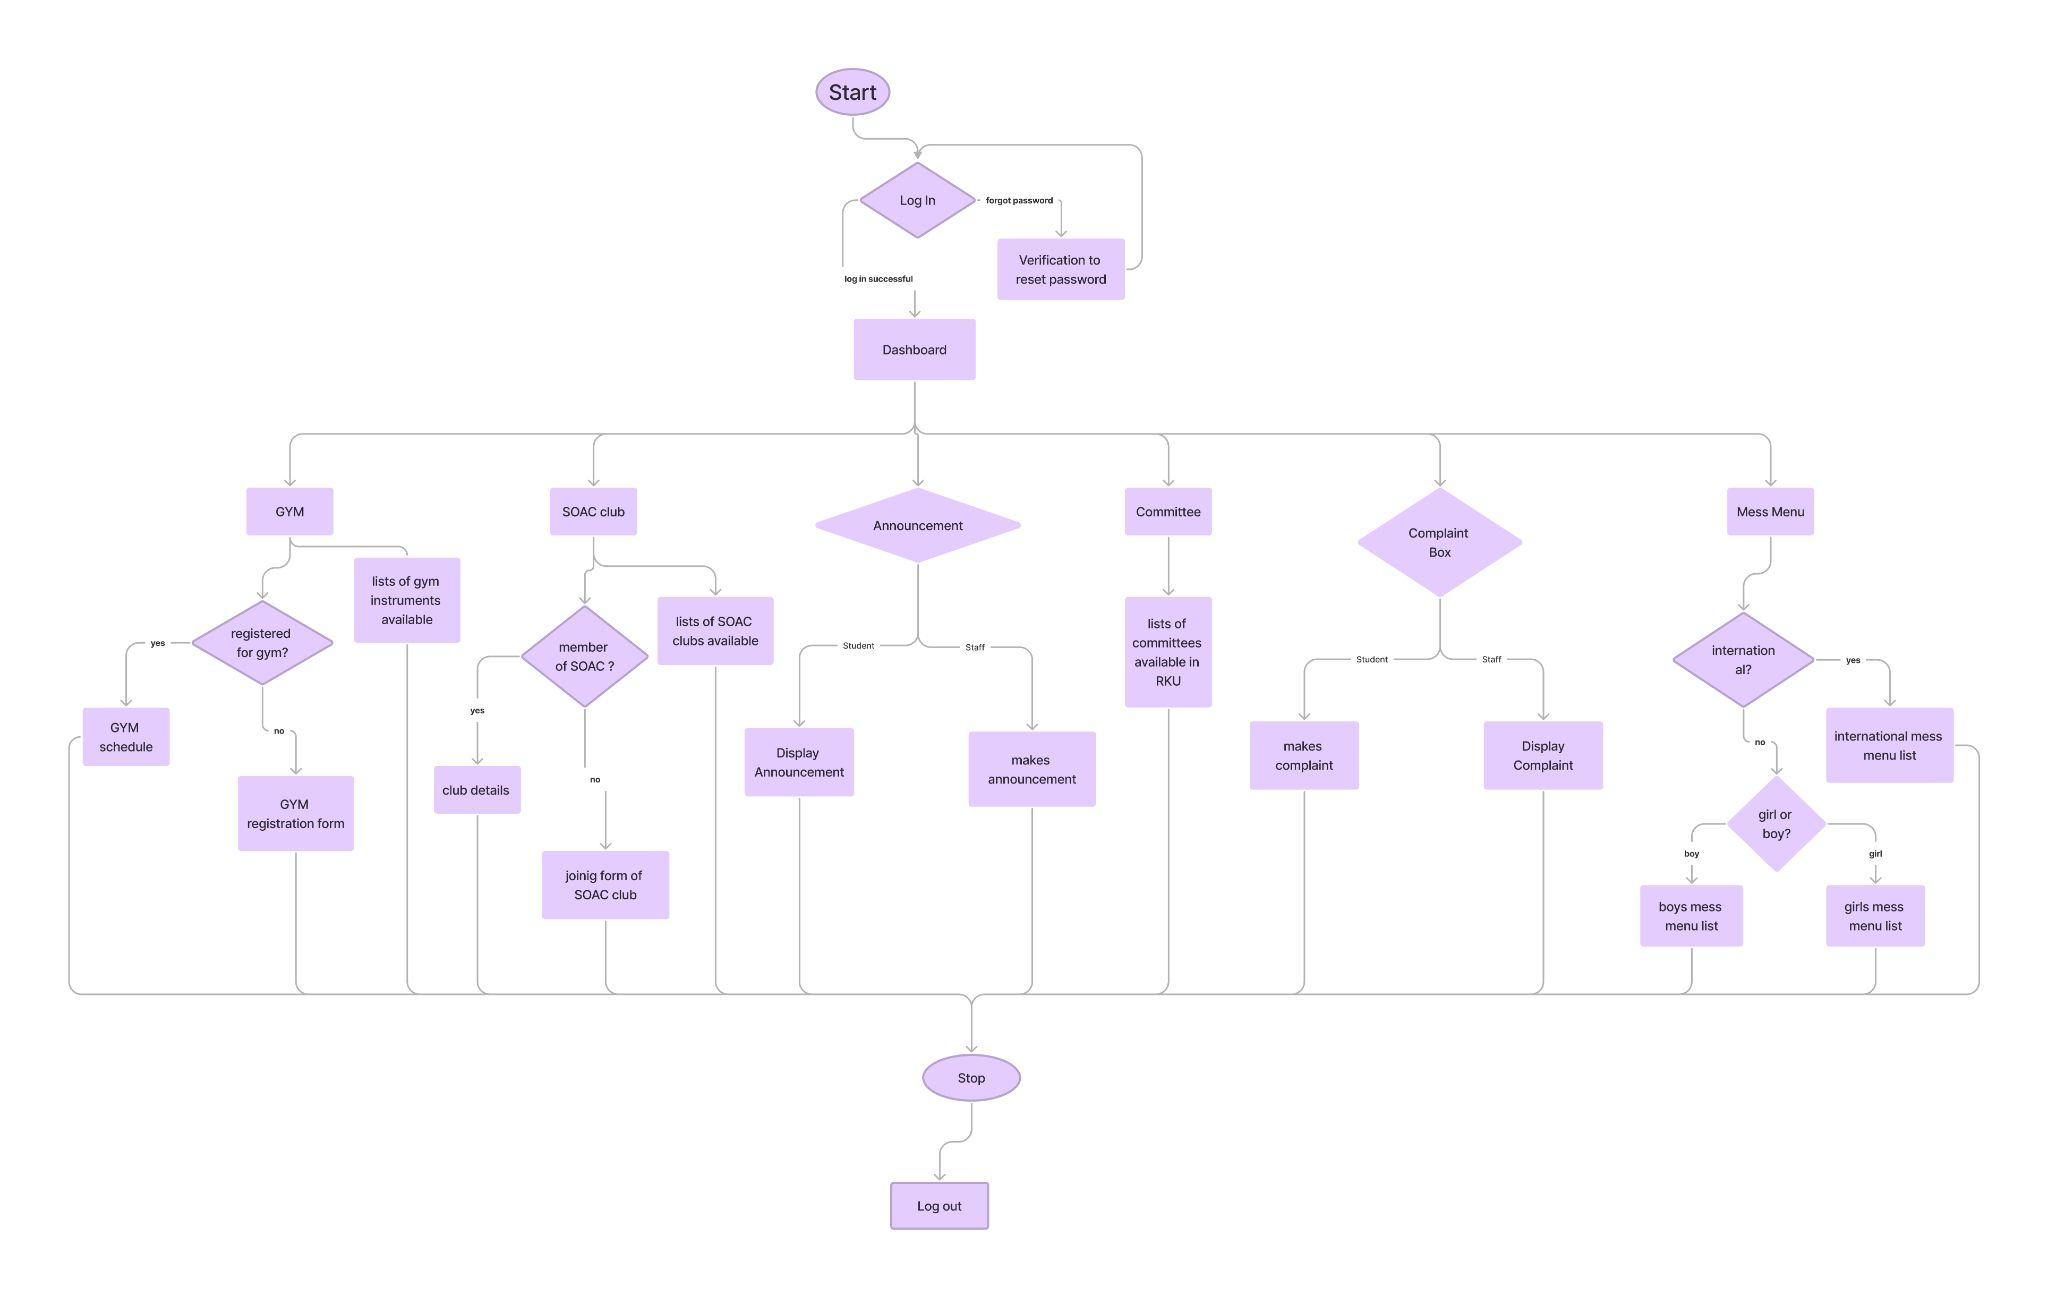 Start
Log In
forgot password
Verification to
reset password
log in successful
Dashboard
GYM
SOAC club
Announcement
Committee
Complaint
Box
Mess Menu
lists of gym
instruments
available
registered
for gym?
yes
no
GYM
schedule
GYM
registration form
lists of SOAC
clubs available
member
of SOAC ?
yes
no
club details
joinig form of
SOAC club
Student
Staff
Display
Announcement
makes
announcement
lists of
committees
available in
RKU
Student
Staff
makes
complaint
Display
Complaint
internation
al?
yes
no
international mess
menu list
girl or
boy?
boy
girl
boys mess
menu list
girls mess
menu list
Stop
Log out